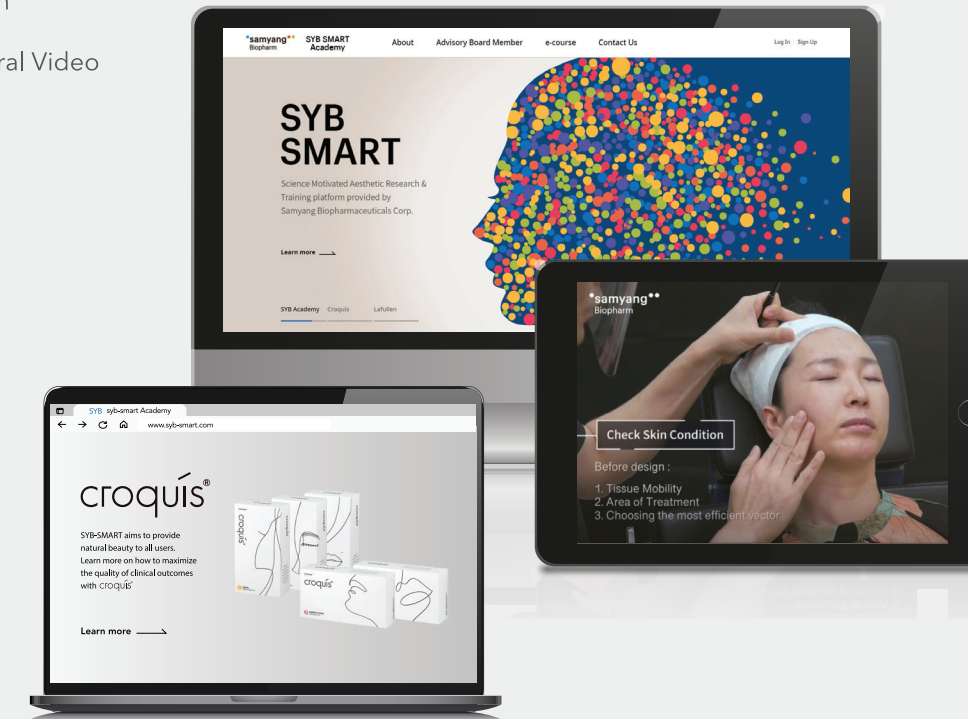 ral Video
samyang
Biopharm
SYB SMART
Academy
About
Advisory Board Member
e-course
Contact Us
Log In
Sign Up
SYB
SMART
Science Motivated Aesthetic Research &
Training platform provided by
Samyang Biopharmaceuticals Corp.
Learn more
SYB Academy
Croquis
Lafullen
samyang
Biopharm
Check Skin Condition
Before design :
1. Tissue Mobility
2. Area of Treatment
3. Choosing the most efficient vector
SYB syb-smart Academy
www.syb-smart.com
croquís®
SYB-SMART aims to provide
natural beauty to all users.
Learn more on how to maximize
the quality of clinical outcomes
with croquís®
Learn more
croquís
croquís